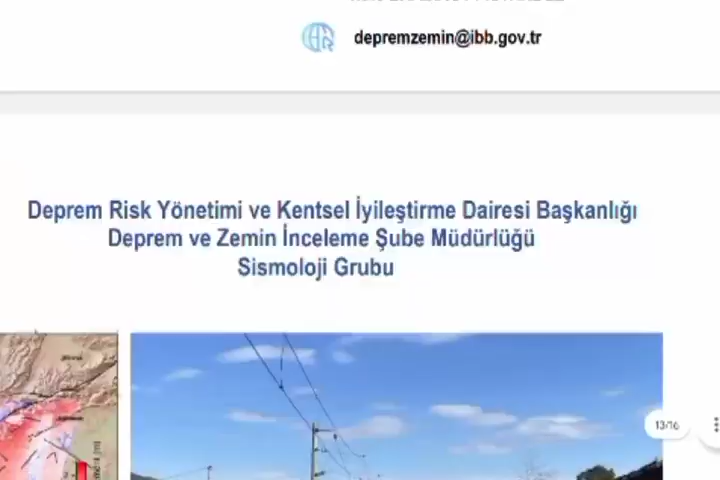 depremzemin@ibb.gov.tr
Deprem Risk Yönetimi ve Kentsel İyileştirme Dairesi Başkanlığı
Deprem ve Zemin İnceleme Şube Müdürlüğü
Sismoloji Grubu
13/16